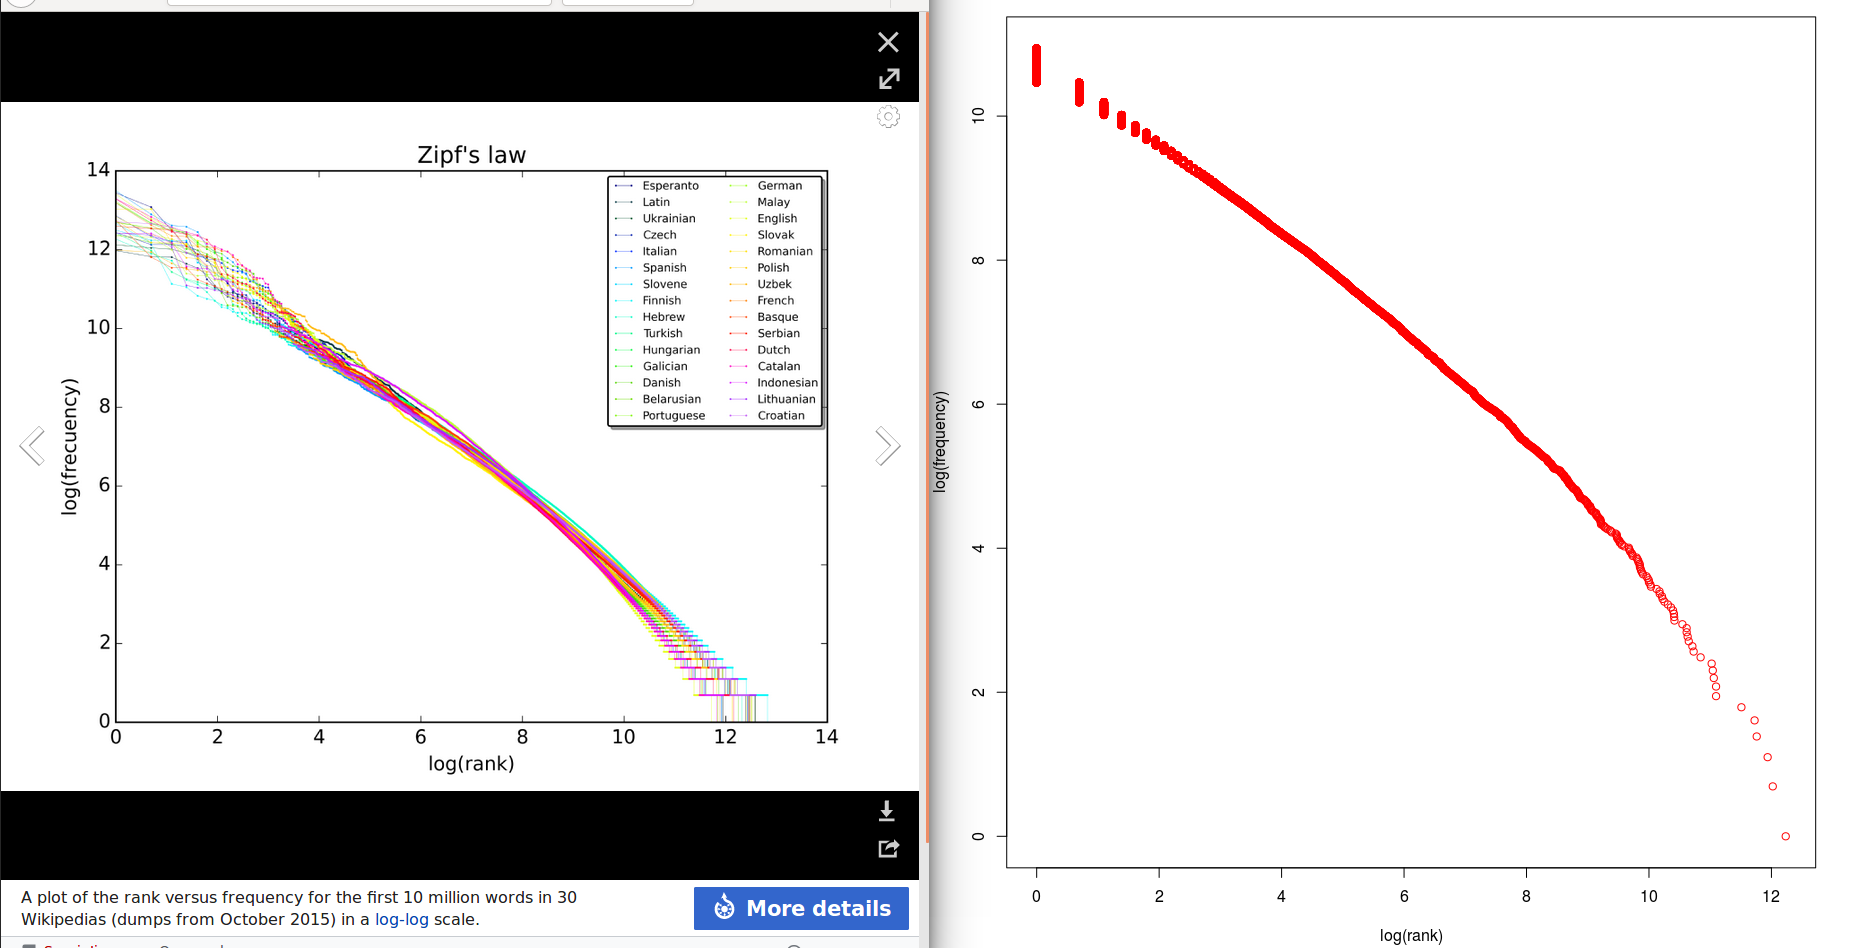 Zipf's law
14
12
10
8
6
4
2
0
log(frecuency)
Esperanto German
Latin Malay
Ukrainian English
Czech Slovak
Italian Romanian
Spanish Polish
Slovene Uzbek
Finnish French
Hebrew Basque
Turkish Serbian
Hungarian Dutch
Galician Catalan
Danish Indonesian
Belarusian Lithuanian
Portuguese Croatian
0 2 4 6 8 10 12 14
log(rank)
A plot of the rank versus frequency for the first 10 million words in 30
Wikipedias (dumps from October 2015) in a log-log scale.
More details
10
8
6
4
2
0
log(frequency)
0 2 4 6 8 10 12
log(rank)